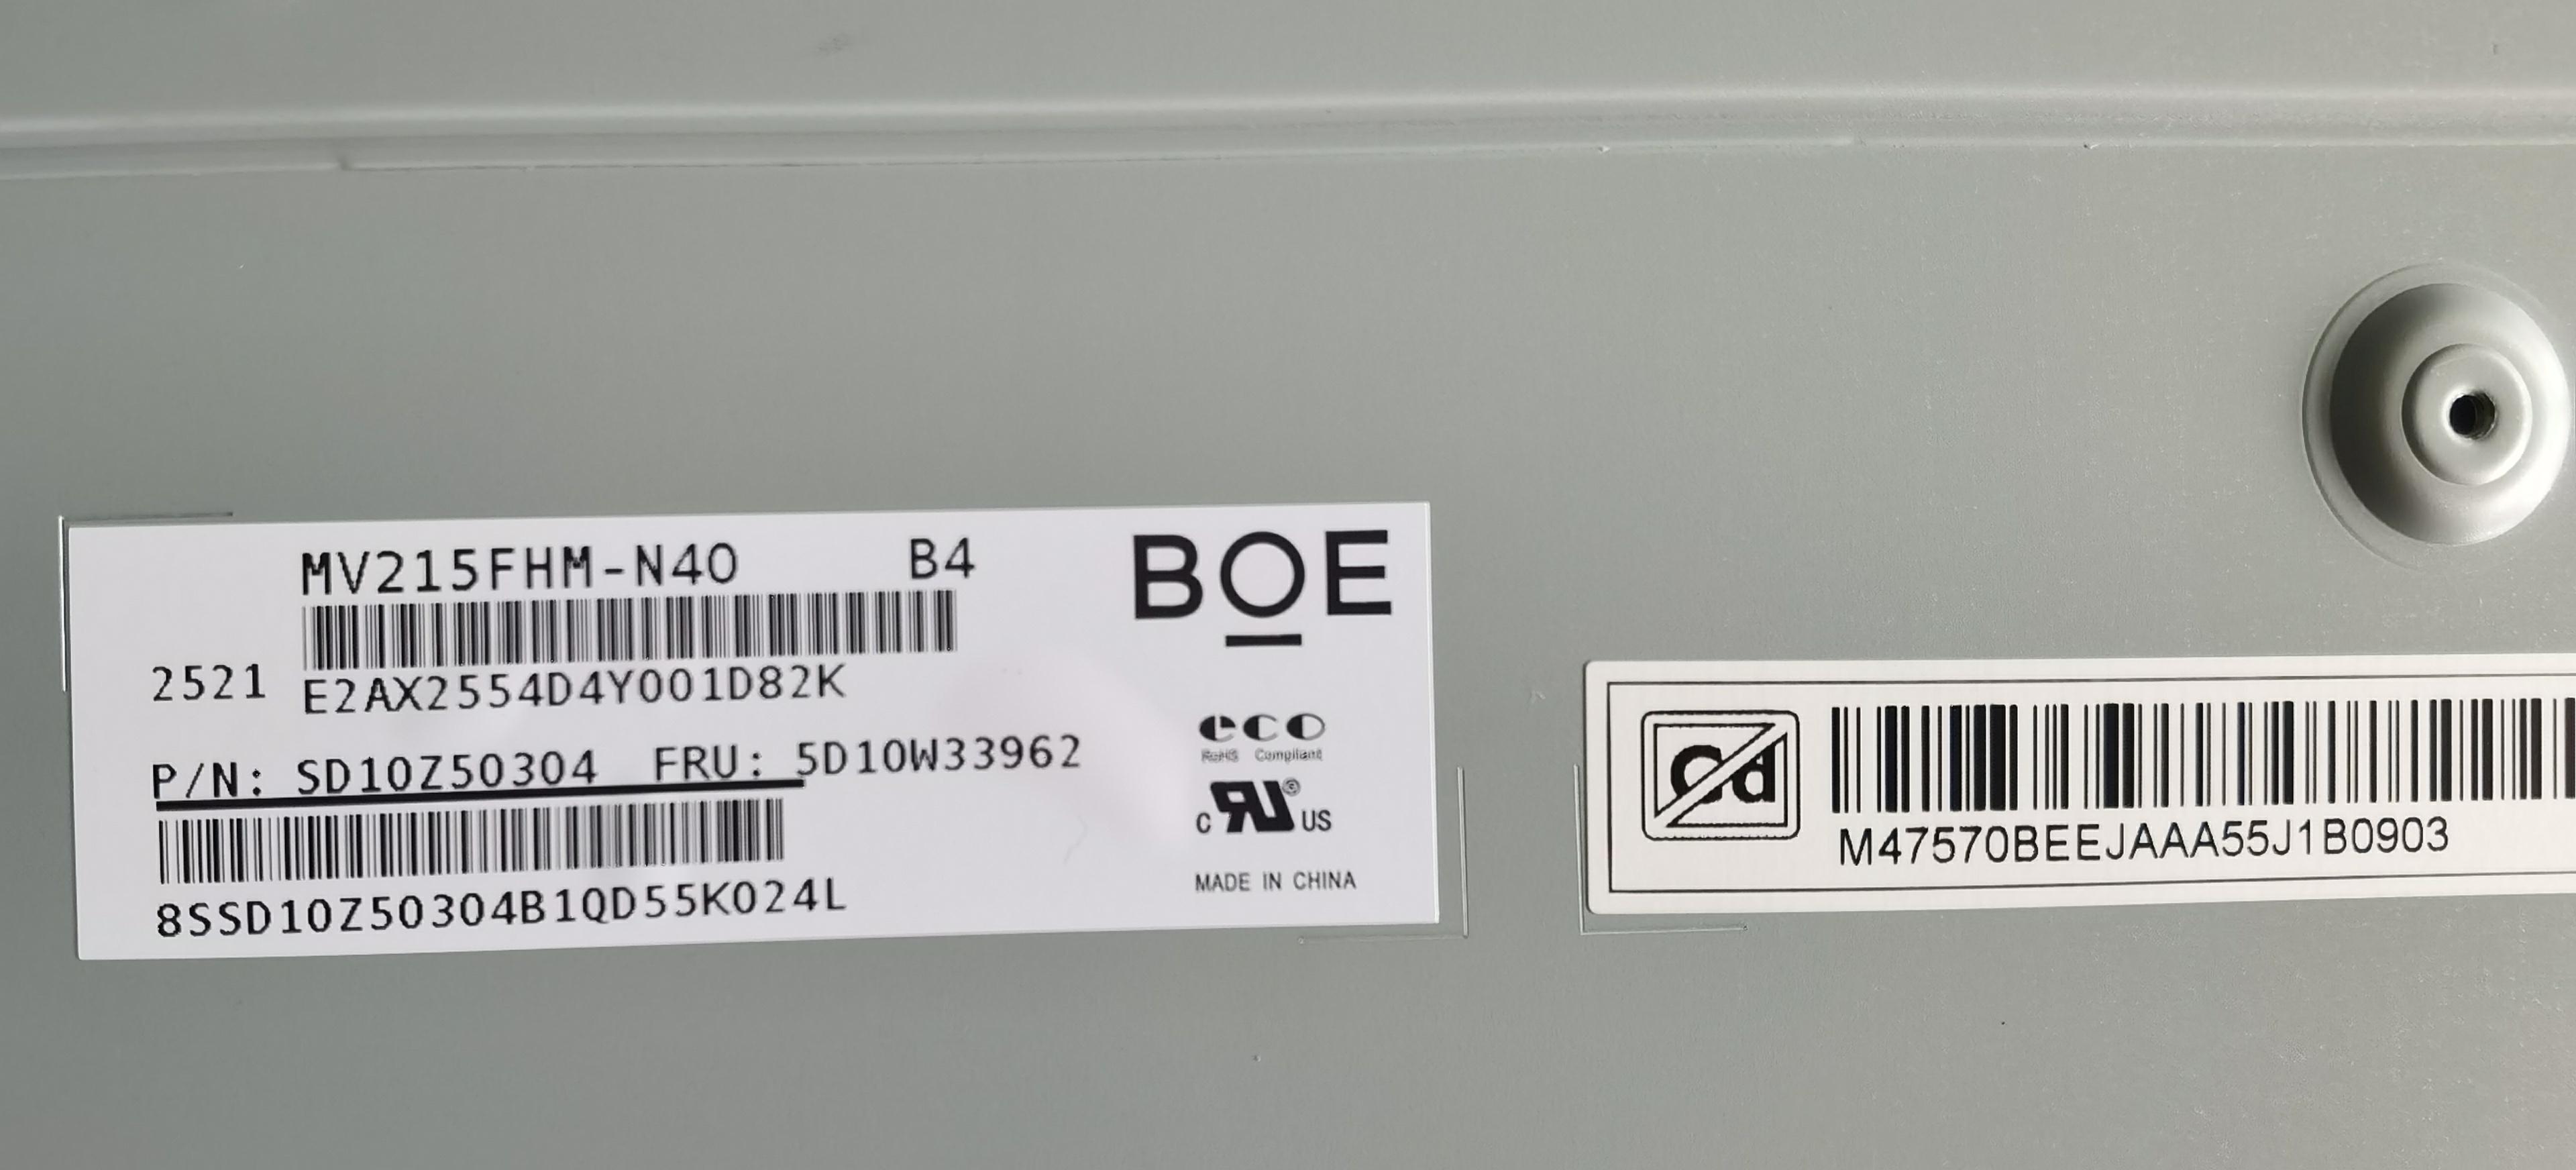 MV215FHM-N40 B4
BOE
2521 E2AX2554D4Y001D82K
P/N: SD10Z50304 FRU: 5D10W33962
8SSD10Z50304B1QD55K024L
eco
RoHS Compliant
c RU® US
MADE IN CHINA
Cd
M47570BEEJAAA55J1B0903